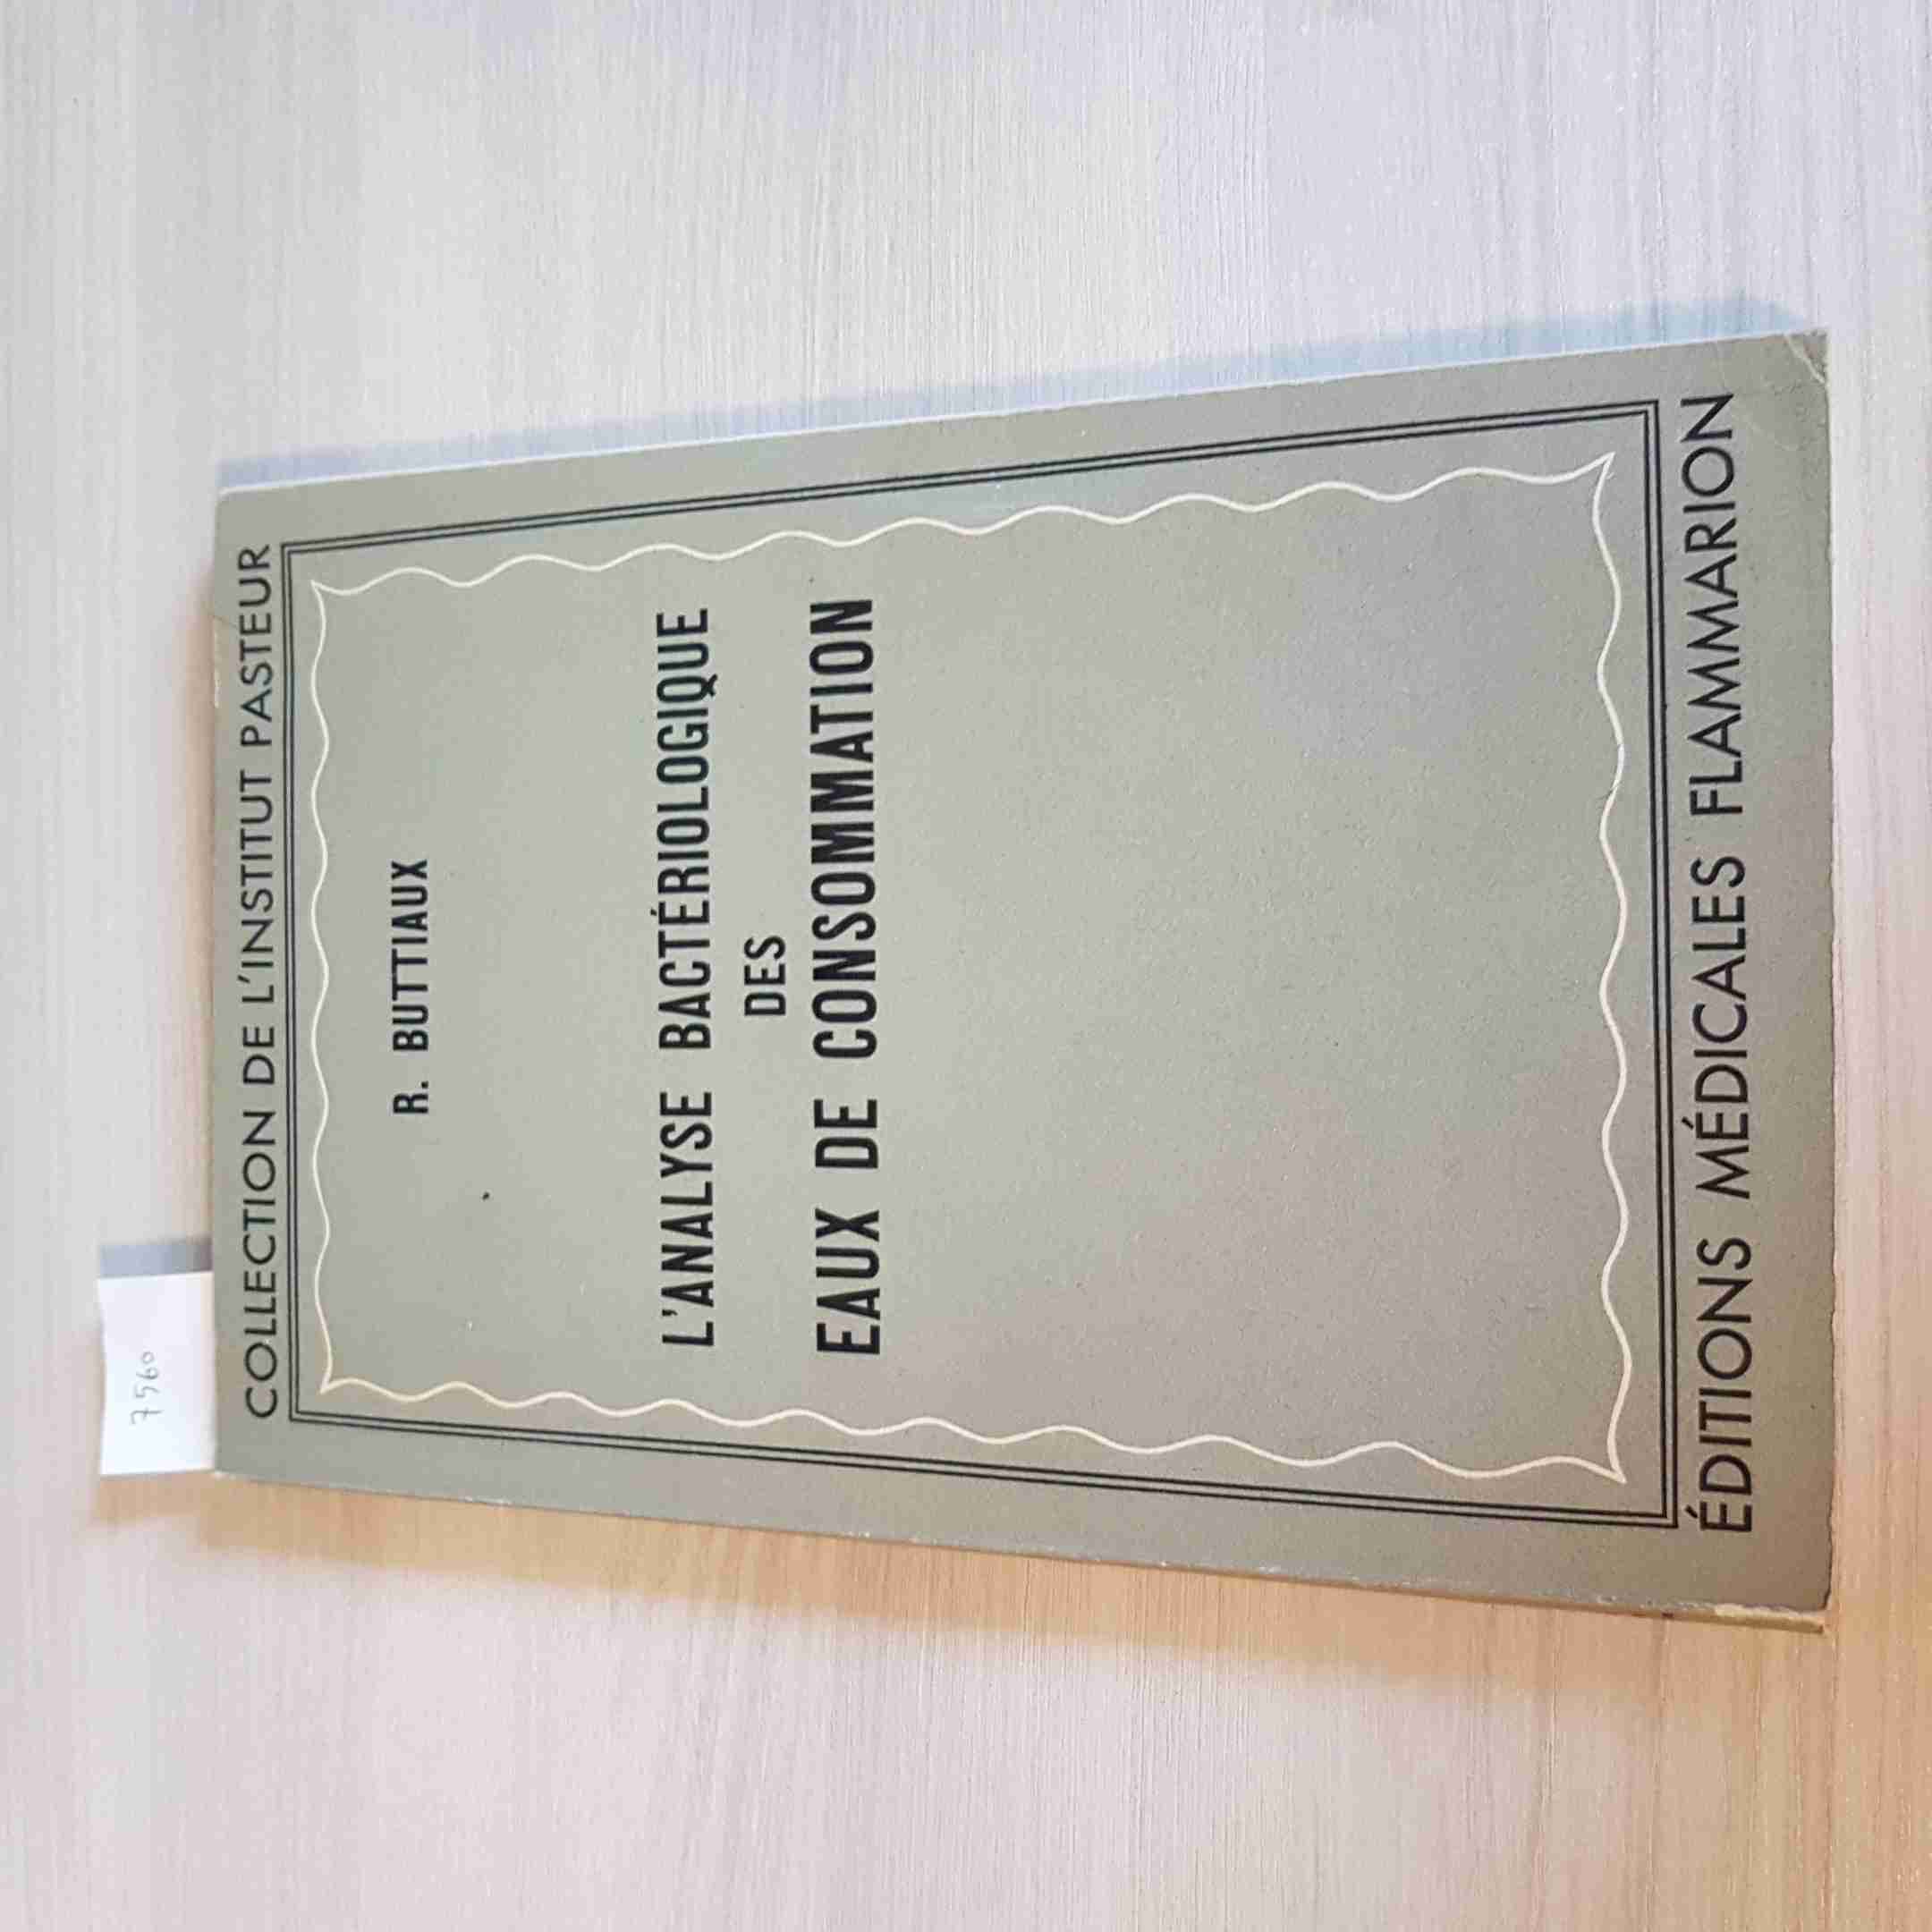 7560
COLLECTION DE L'INSTITUT PASTEUR
R. BUTTIAUX
L'ANALYSE BACTÉRIOLOGIQUE
DES
EAUX DE CONSOMMATION
ÉDITIONS MÉDICALES FLAMMARION